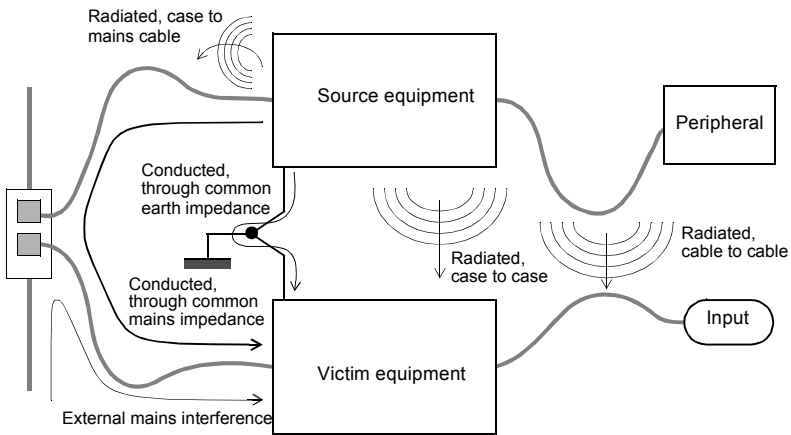 Radiated, case to
mains cable
Source equipment
Peripheral
Conducted,
through common
earth impedance
Radiated,
case to case
Radiated,
cable to cable
Conducted,
through common
mains impedance
Input
Victim equipment
External mains interference